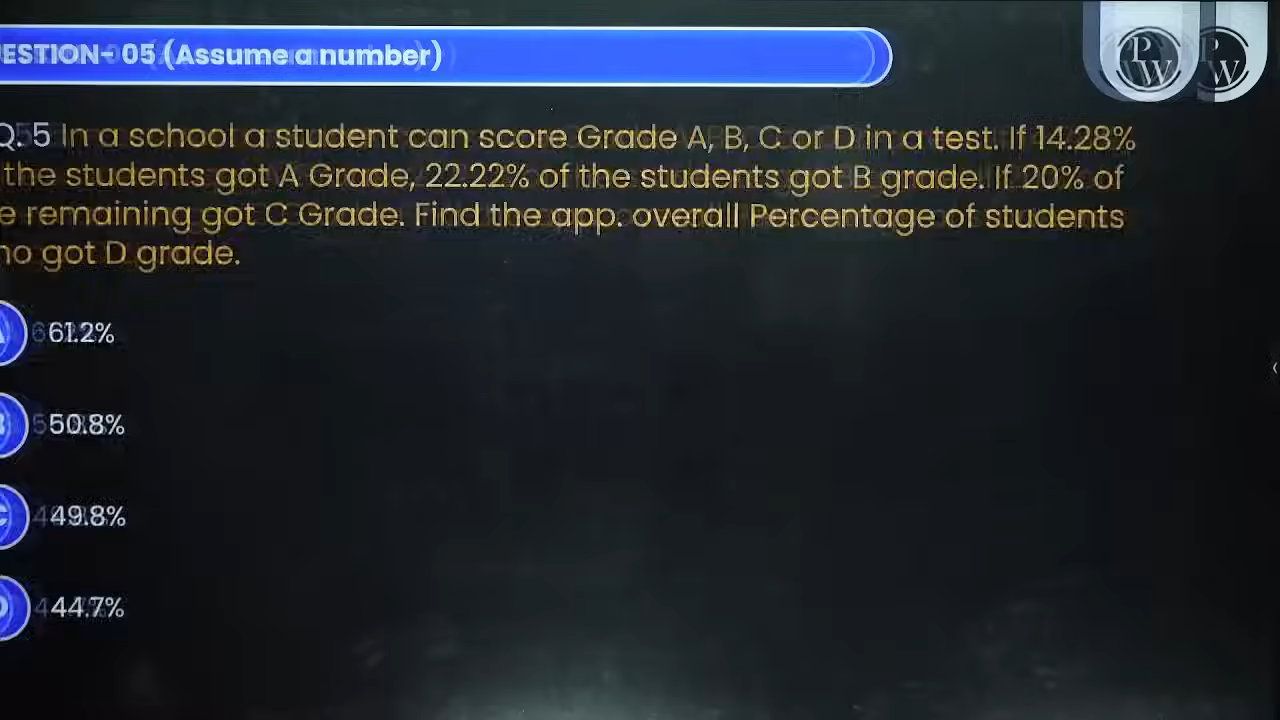 P W P W
ESTION- 05 (Assume a number)
Q.5 In a school a student can score Grade A, B, C or D in a test. If 14.28%
the students got A Grade, 22.22% of the students got B grade. If 20% of
e remaining got C Grade. Find the app. overall Percentage of students
ho got D grade.
61.2%
50.8%
C 49.8%
D 44.7%